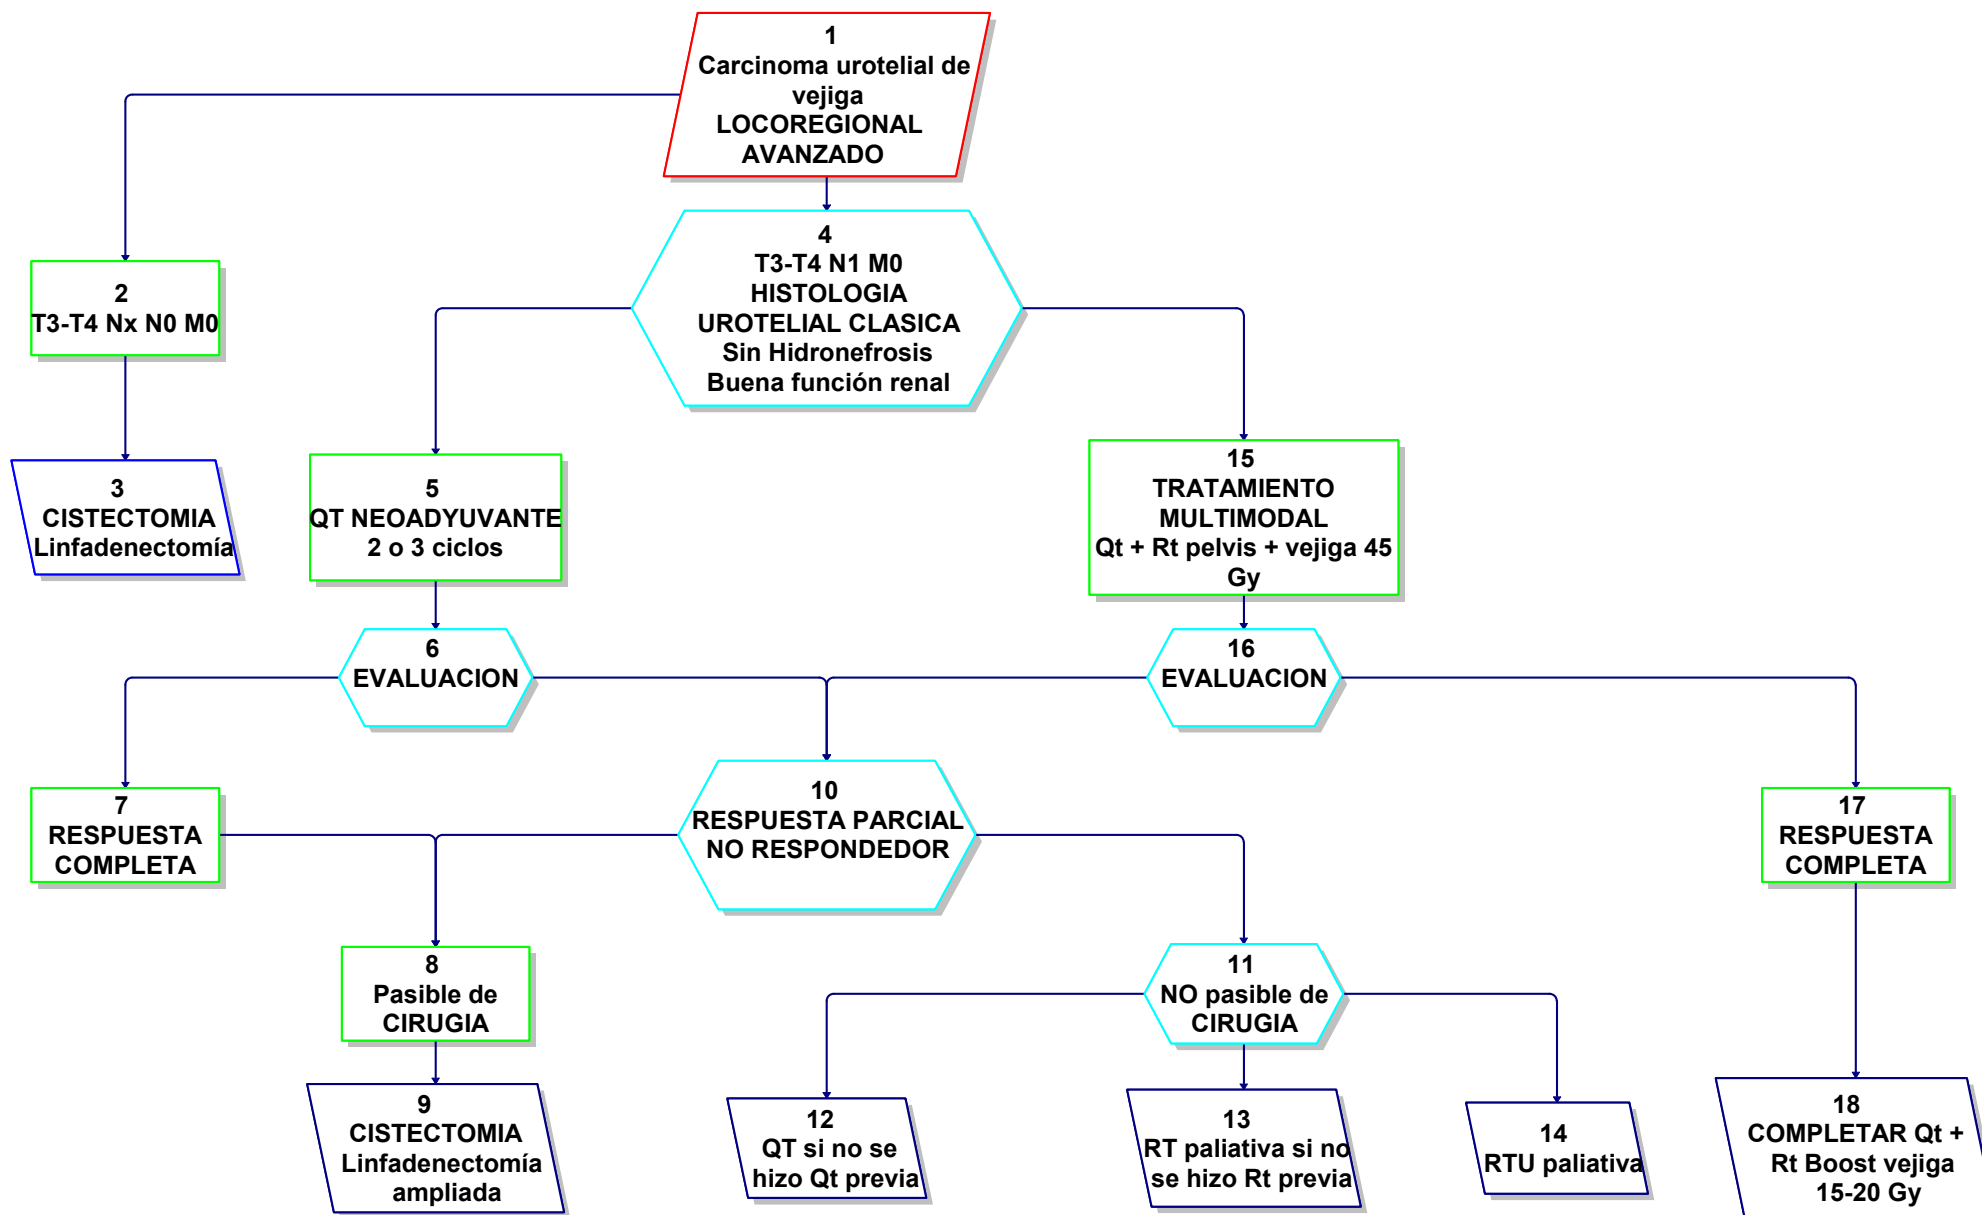 1
Carcinoma urotelial de
vejiga
LOCOREGIONAL
AVANZADO
2
T3-T4 Nx N0 M0
3
CISTECTOMIA
Linfadenectomía
4
T3-T4 N1 M0
HISTOLOGIA
UROTELIAL CLASICA
Sin Hidronefrosis
Buena función renal
5
QT NEOADYUVANTE
2 o 3 ciclos
6
EVALUACION
7
RESPUESTA
COMPLETA
8
Pasible de
CIRUGIA
9
CISTECTOMIA
Linfadenectomía
ampliada
10
RESPUESTA PARCIAL
NO RESPONDEDOR
11
NO pasible de
CIRUGIA
12
QT si no se
hizo Qt previa
13
RT paliativa si no
se hizo Rt previa
14
RTU paliativa
15
TRATAMIENTO
MULTIMODAL
Qt + Rt pelvis + vejiga 45
Gy
16
EVALUACION
17
RESPUESTA
COMPLETA
18
COMPLETAR Qt +
Rt Boost vejiga
15-20 Gy